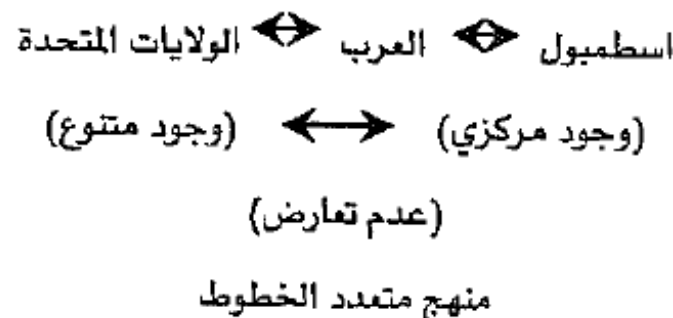 اسطمبول ↔ العرب ↔ الولايات المتحدة
(وجود مركزي) ↔ (وجود متنوع)
(عدم تعارض)
منهج متعدد الخطوط